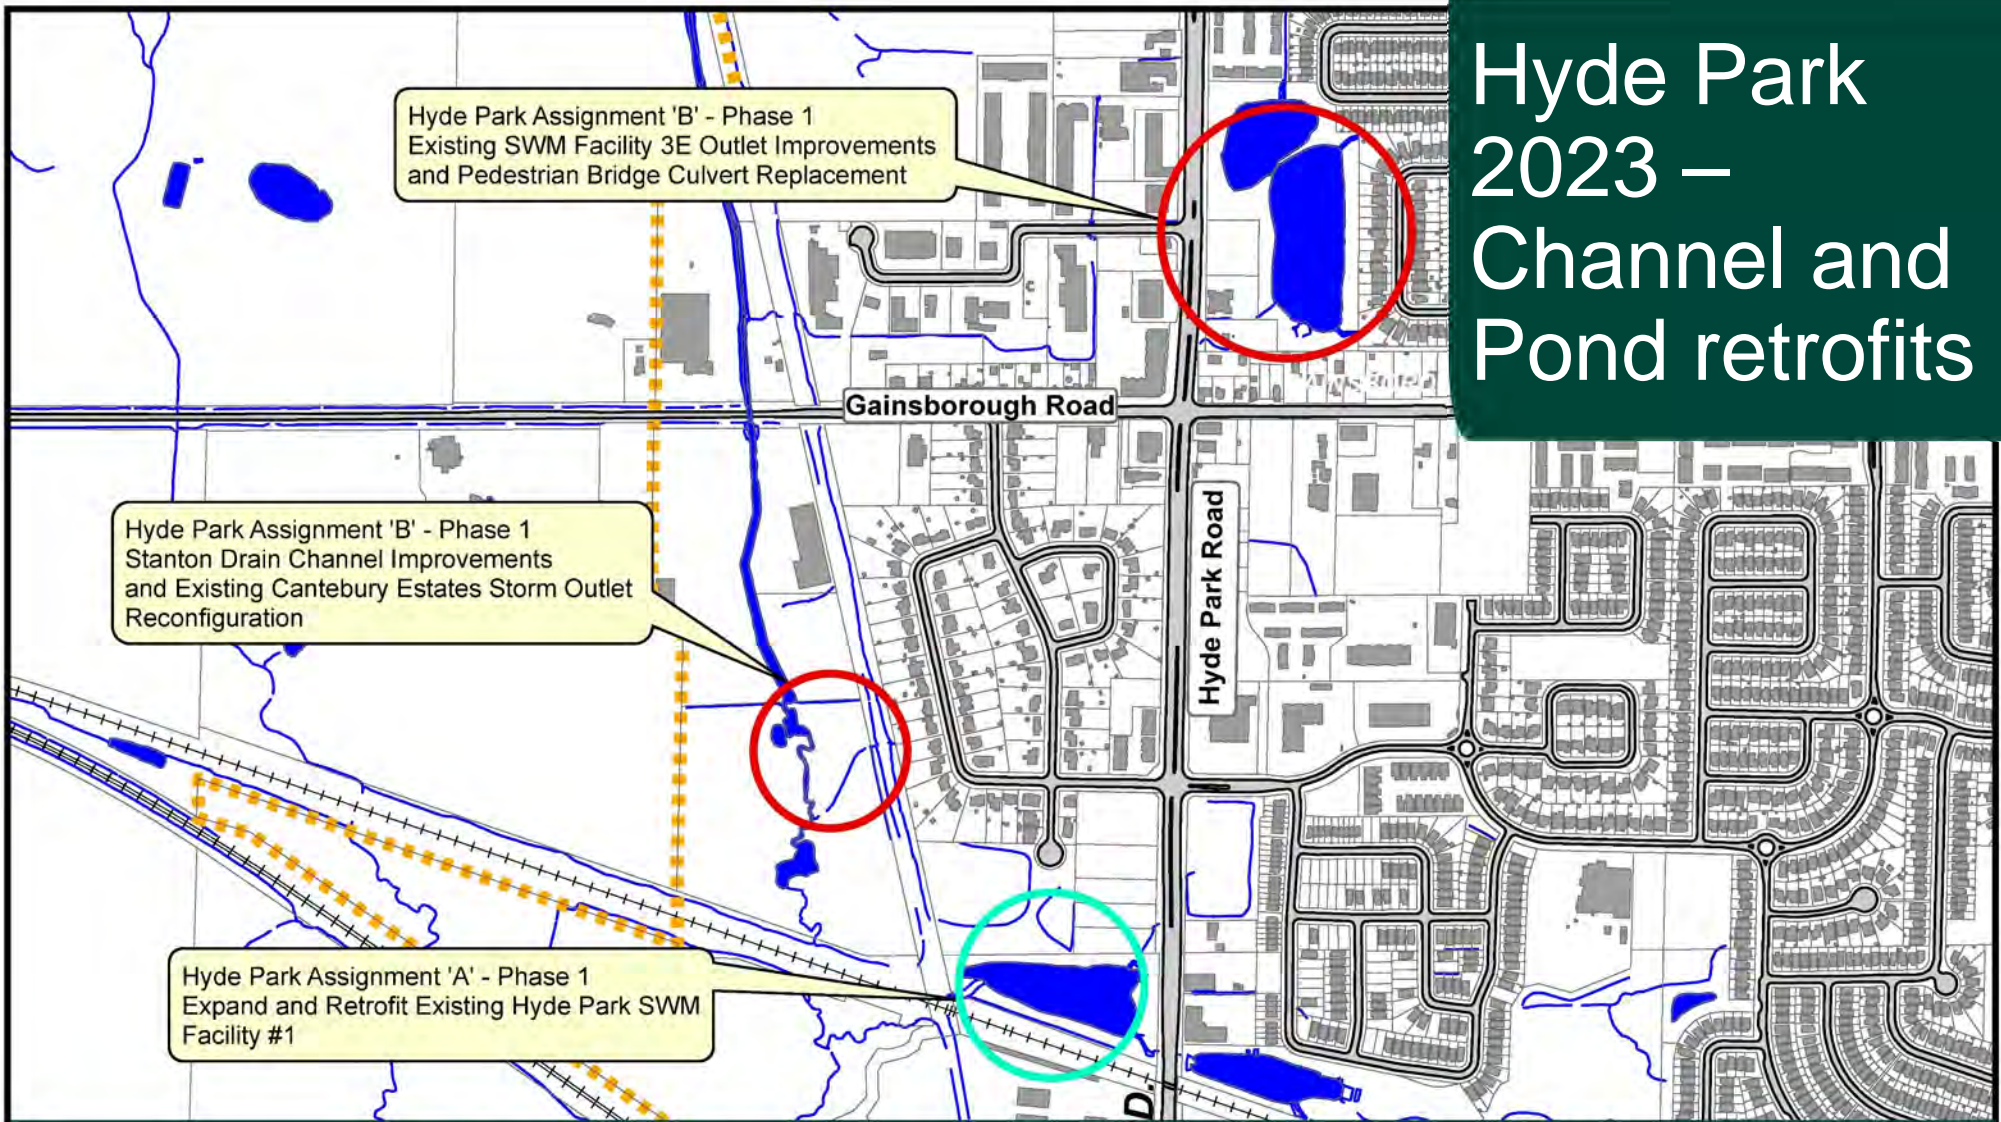 Hyde Park
2023 –
Channel and
Pond retrofits
Hyde Park Assignment 'B' - Phase 1
Existing SWM Facility 3E Outlet Improvements
and Pedestrian Bridge Culvert Replacement
Gainsborough Road
Hyde Park Assignment 'B' - Phase 1
Stanton Drain Channel Improvements
and Existing Cantebury Estates Storm Outlet
Reconfiguration
Hyde Park Road
Hyde Park Assignment 'A' - Phase 1
Expand and Retrofit Existing Hyde Park SWM
Facility #1
D.